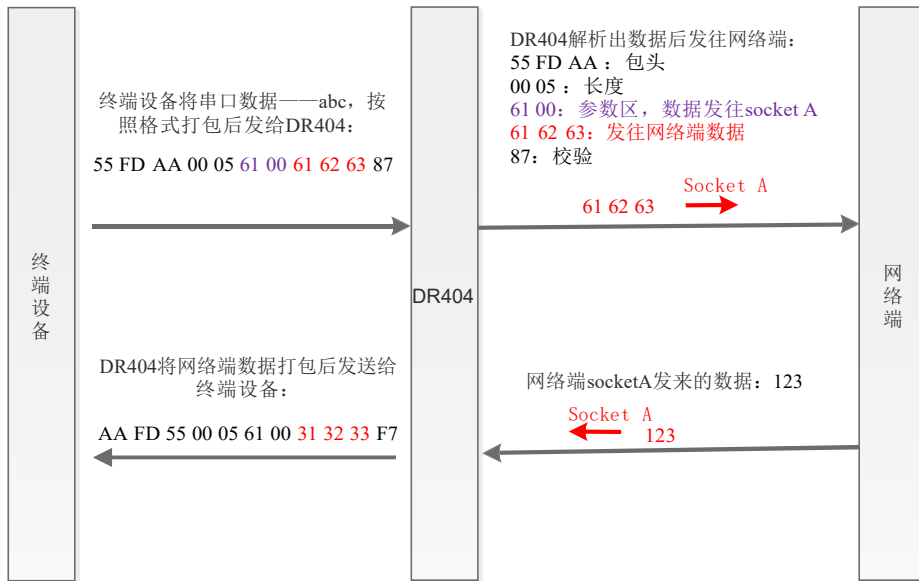 终端设备
终端设备将串口数据——abc，按
照格式打包后发给DR404：
55 FD AA 00 05 61 00 61 62 63 87
DR404
DR404解析出数据后发往网络端：
55 FD AA ：包头
00 05：长度
61 00：参数区，数据发往socket A
61 62 63：发往网络端数据
87：校验
Socket A
61 62 63
网络端
DR404将网络端数据打包后发送给
终端设备：
AA FD 55 00 05 61 00 31 32 33 F7
网络端socketA发来的数据：123
Socket A
123